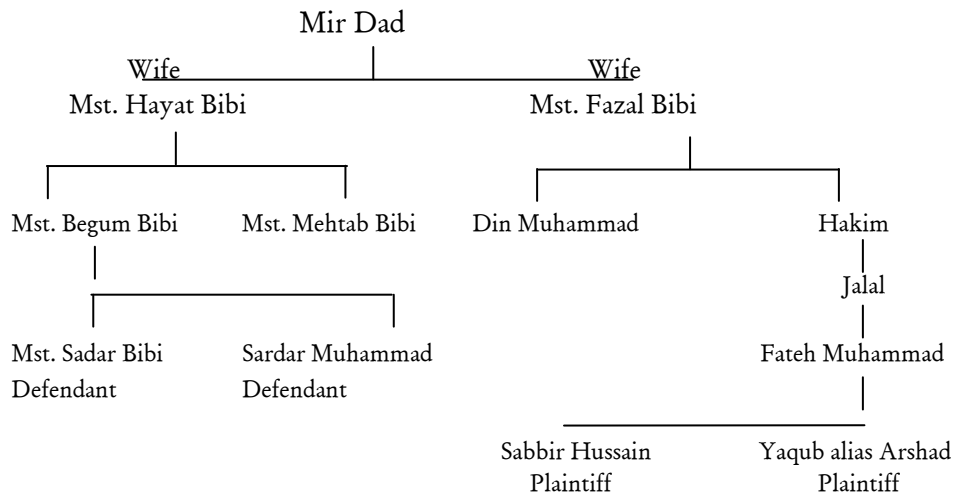 Mir Dad
Wife Wife
Mst. Hayat Bibi Mst. Fazal Bibi
Mst. Begum Bibi Mst. Mehtab Bibi Din Muhammad Hakim
Jalal
Mst. Sadar Bibi Sardar Muhammad Fateh Muhammad
Defendant Defendant
Sabbir Hussain Yaqub alias Arshad
Plaintiff Plaintiff